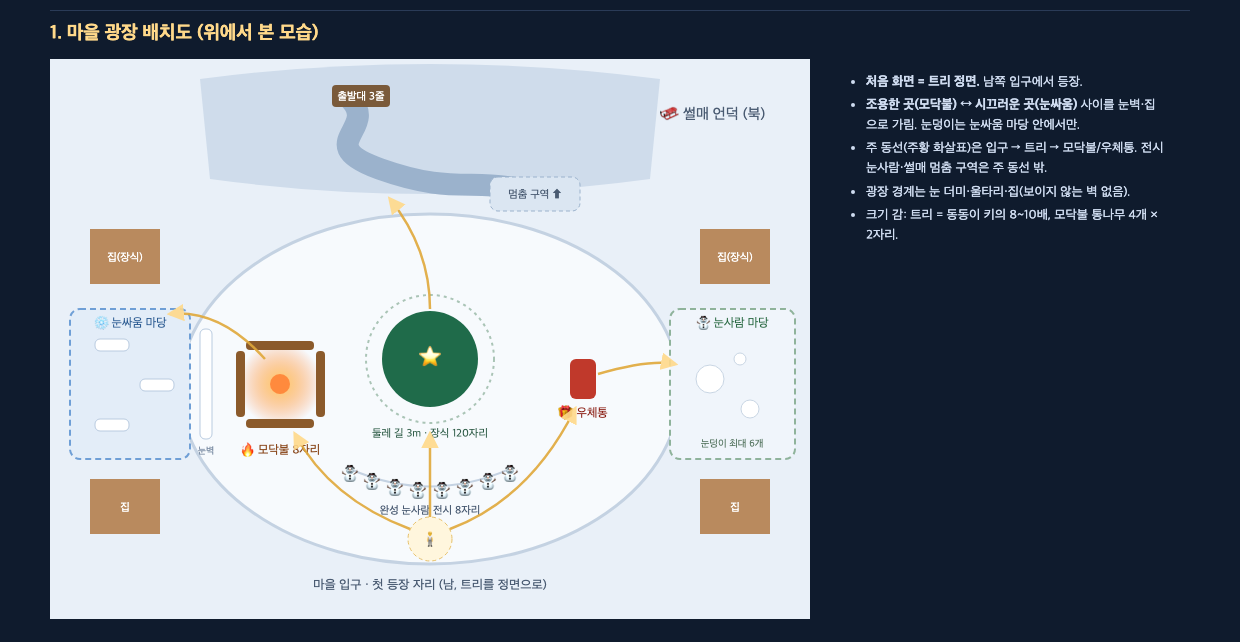 1. 마을 광장 배치도 (위에서 본 모습)
출발대 3줄
썰매 언덕 (북)
멈춤 구역 ⬆
집(장식)
집(장식)
눈싸움 마당
눈사람 마당
우체통
둘레 길 3m · 장식 120자리
눈벽
모닥불 8자리
눈덩이 최대 6개
완성 눈사람 전시 8자리
집
집
마을 입구 · 첫 등장 자리 (남, 트리를 정면으로)
• 처음 화면 = 트리 정면. 남쪽 입구에서 등장.
• 조용한 곳(모닥불) ↔ 시끄러운 곳(눈싸움) 사이를 눈벽·집
으로 가림. 눈덩이는 눈싸움 마당 안에서만.
• 주 동선(주황 화살표)은 입구 → 트리 → 모닥불/우체통. 전시
눈사람·썰매 멈춤 구역은 주 동선 밖.
• 광장 경계는 눈 더미·울타리·집(보이지 않는 벽 없음).
• 크기 감: 트리 = 동동이 키의 8~10배, 모닥불 통나무 4개 ×
2자리.